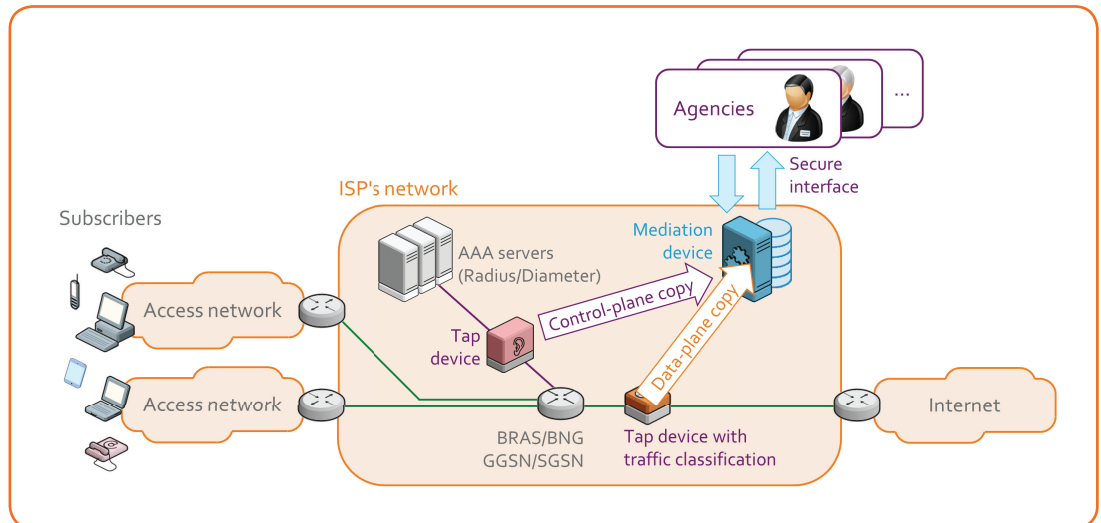 Agencies
...
Secure
interface
ISP's network
Subscribers
Mediation
device
AAA servers
(Radius/Diameter)
Access network
Control-plane copy
Tap
device
Data-plane copy
Access network
Internet
BRAS/BNG
GGSN/SGSN
Tap device with
traffic classification